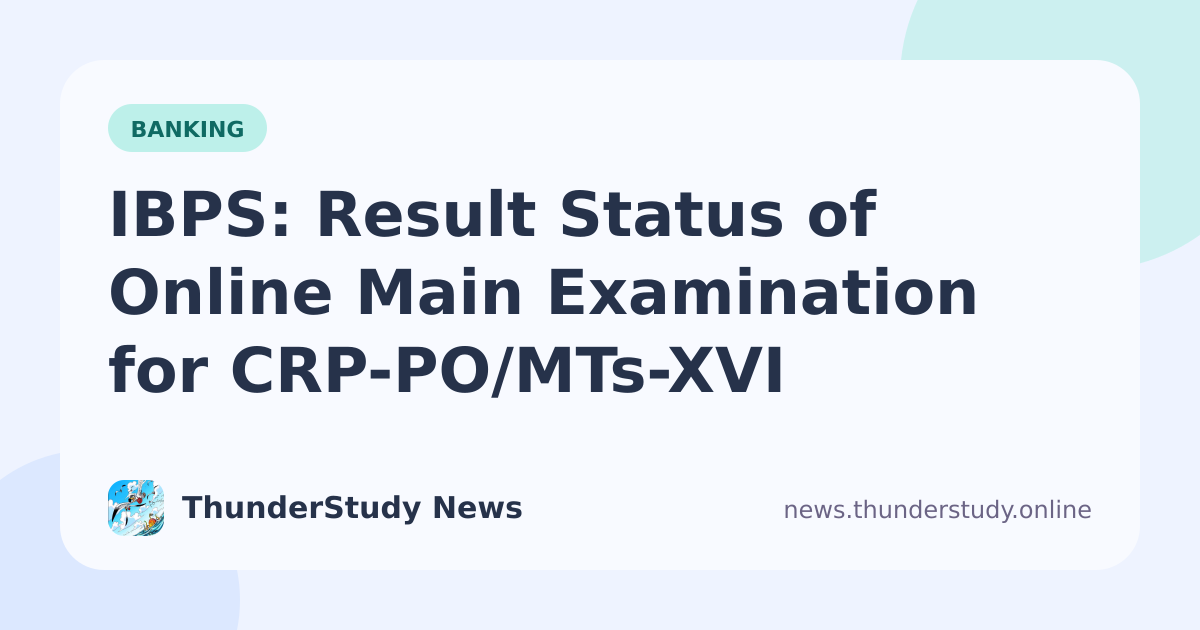 BANKING
IBPS: Result Status of
Online Main Examination
for CRP-PO/MTs-XVI
ThunderStudy News
news.thunderstudy.online